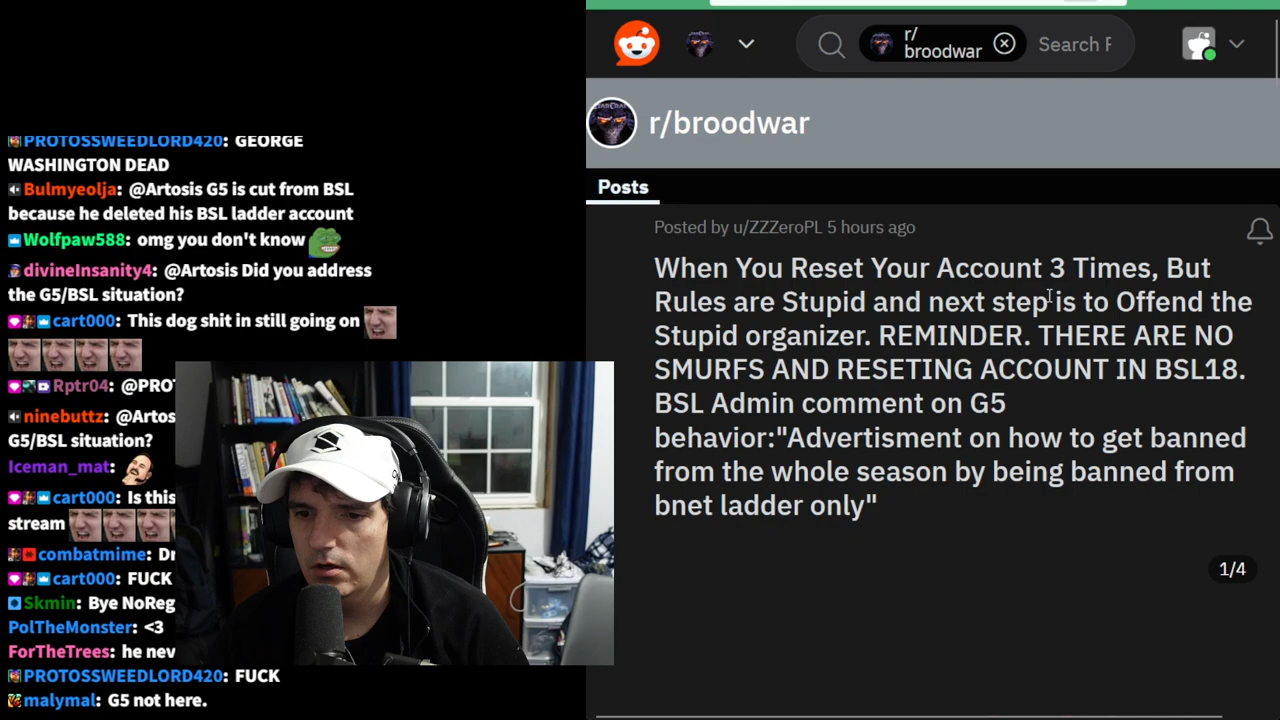 PROTOSSWEEDLORD420: GEORGE
WASHINGTON DEAD
Bulmyeolja: @Artosis G5 is cut from BSL
because he deleted his BSL ladder account
Wolfpaw588: omg you don't know
divineInsanity4: @Artosis Did you address
the G5/BSL situation?
cart000: This dog shit in still going on
Rptr04: @PRO
ninebuttz: @Artos
G5/BSL situation?
Iceman_mat:
cart000: Is this
stream
combatmime: Dr
cart000: FUCK
Skmin: Bye NoReg
PolTheMonster: <3
ForTheTrees: he nev
PROTOSSWEEDLORD420: FUCK
malymal: G5 not here.
r/
broodwar
Search
r/broodwar
Posts
Posted by u/ZZZeroPL 5 hours ago
When You Reset Your Account 3 Times, But
Rules are Stupid and next step is to Offend the
Stupid organizer. REMINDER. THERE ARE NO
SMURFS AND RESETING ACCOUNT IN BSL18.
BSL Admin comment on G5
behavior:"Advertisment on how to get banned
from the whole season by being banned from
bnet ladder only"
1/4